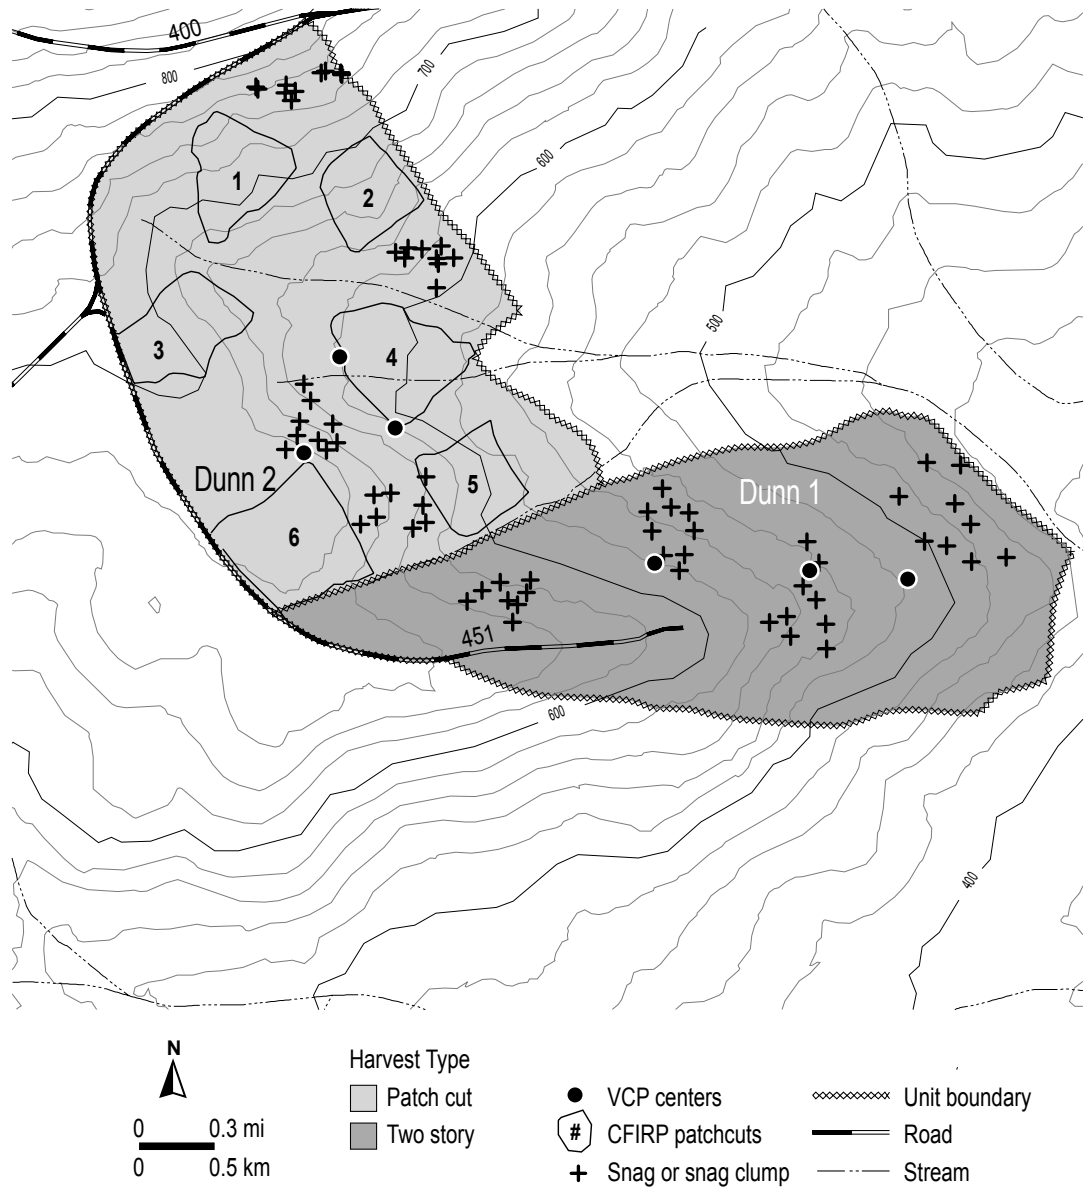 400
800
700
600
1
2
500
3
4
Dunn 2
5
Dunn 1
6
451
600
400
N
0 0.3 mi
0 0.5 km
Harvest Type
Patch cut
Two story
VCP centers
# CFIRP patchcuts
Snag or snag clump
Unit boundary
Road
Stream